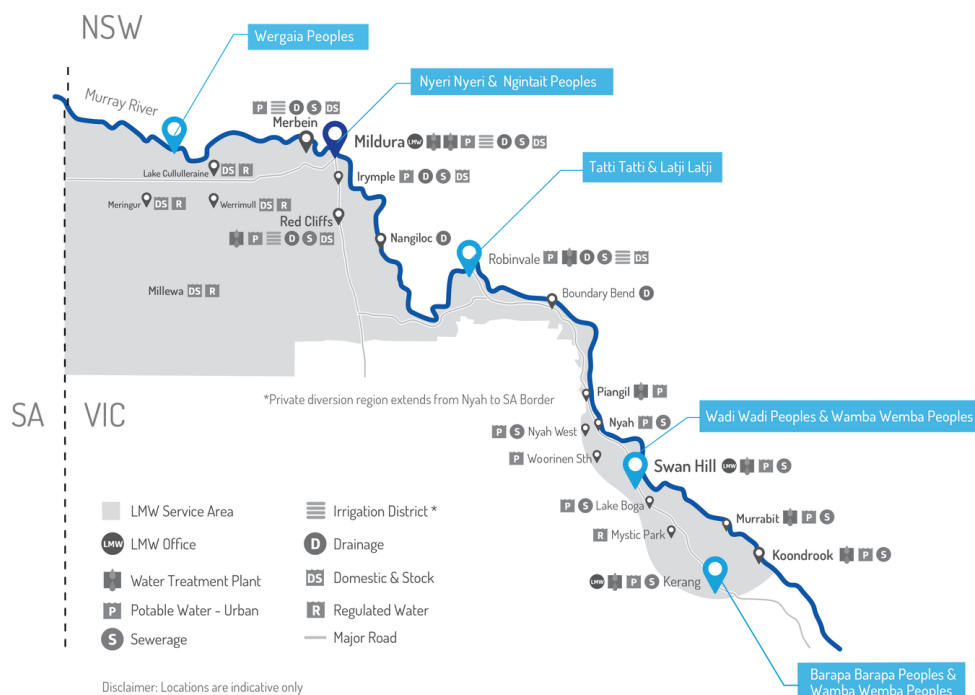 NSW
Wergaia Peoples
Nyeri Nyeri & Ngintait Peoples
Murray River
P D S DS
Merbein
Mildura LMW P D S DS
Tatti Tatti & Latji Latji
Lake Cullulleraine DS R
Irymple P D S DS
Meringur DS R
Werrimull DS R
Red Cliffs
P D S DS
Nangiloc D
Robinvale P D S DS
Millewa DS R
Boundary Bend D
*Private diversion region extends from Nyah to SA Border
Piangil P
SA
VIC
Nyah P S
Wadi Wadi Peoples & Wamba Wemba Peoples
P S Nyah West
P Woorinen Sth
Swan Hill LMW P S
P S Lake Boga
Murrabit P S
R Mystic Park
Koondrook P S
LMW P S Kerang
LMW Service Area
Irrigation District *
LMW LMW Office
D Drainage
Water Treatment Plant
DS Domestic & Stock
P Potable Water - Urban
R Regulated Water
S Sewerage
Major Road
Barapa Barapa Peoples &
Wamba Wemba Peoples
Disclaimer: Locations are indicative only